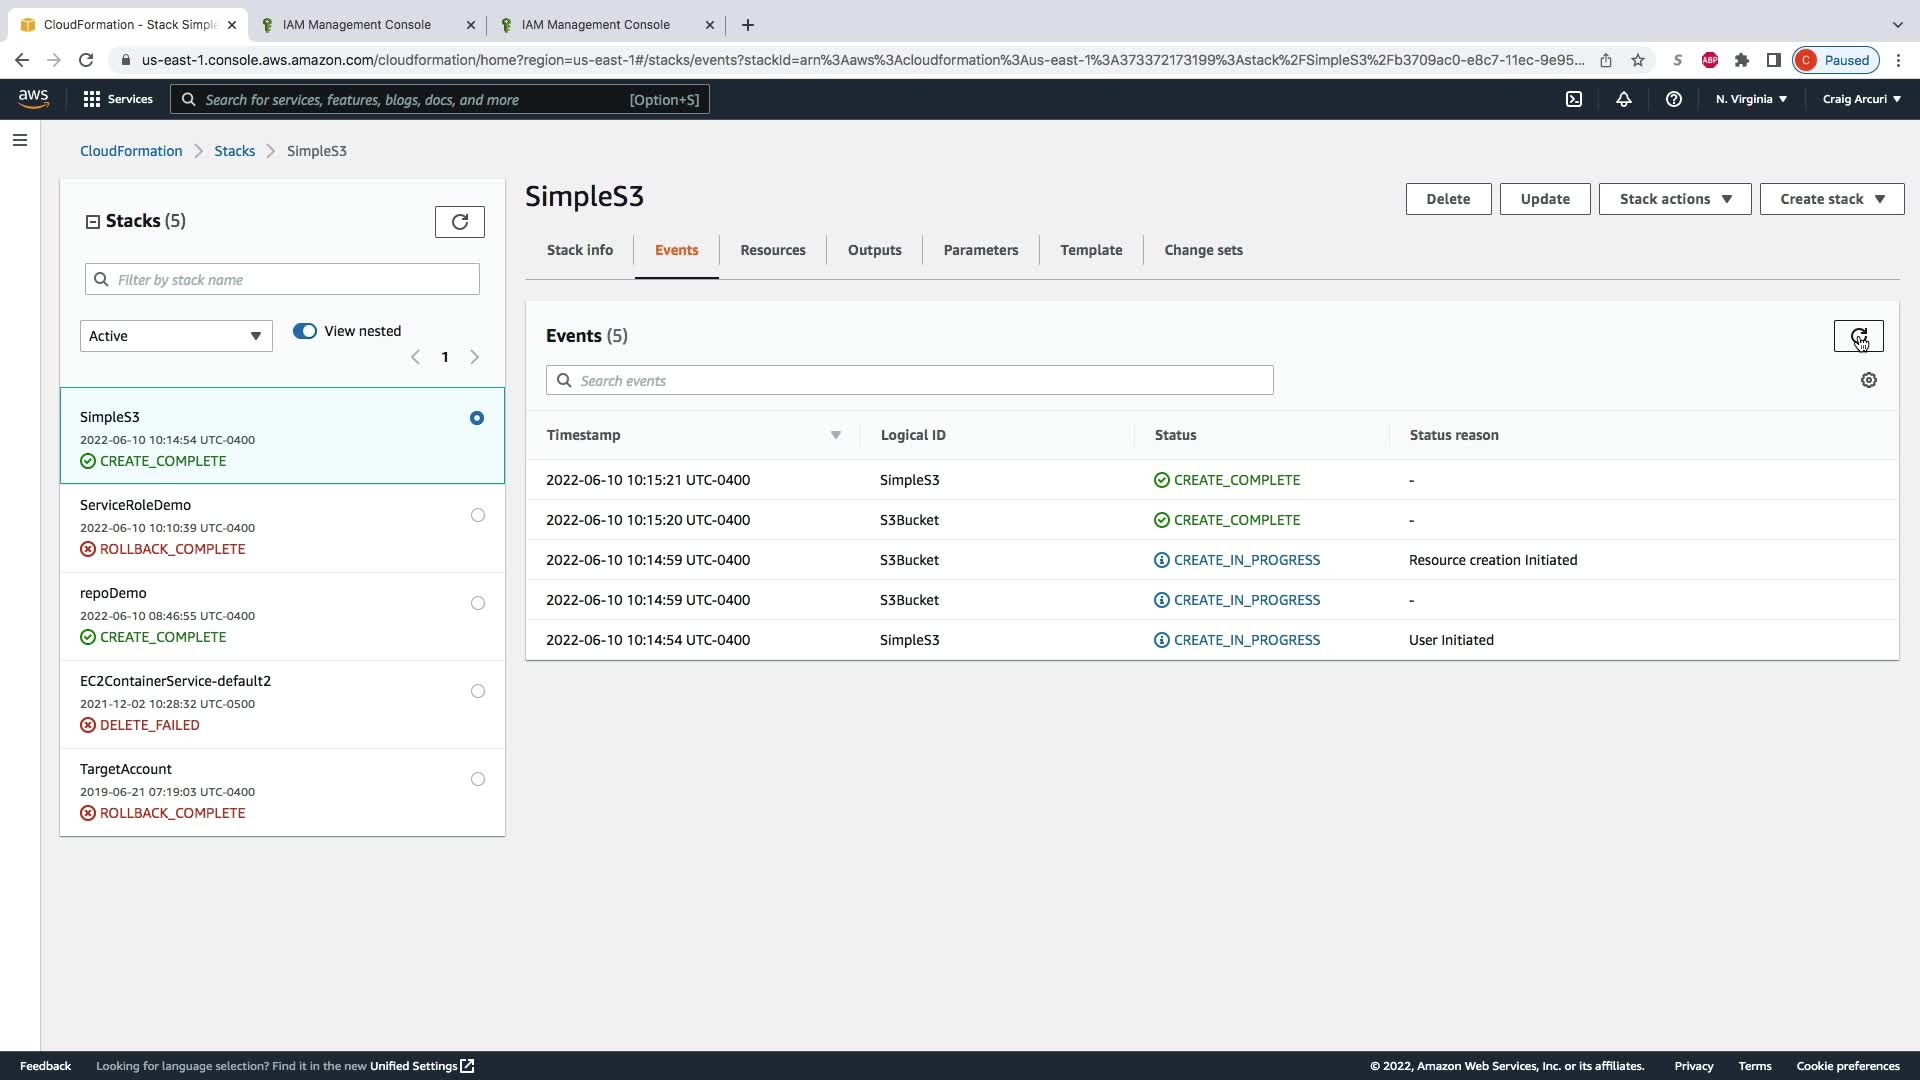 CloudFormation - Stack Simple
IAM Management Console
IAM Management Console
us-east-1.console.aws.amazon.com/cloudformation/home?region=us-east-1#/stacks/events?stackId=arn%3Aaws%3Acloudformation%3Aus-east-1%3A373372173199%3Astack%2FSimpleS3%2Fb3709ac0-e8c7-11ec-9e95...
S
ABP
C Paused
aws
Services
Search for services, features, blogs, docs, and more [Option+S]
N. Virginia
Craig Arcuri
CloudFormation
Stacks
SimpleS3
Stacks (5)
Filter by stack name
Active
View nested
1
SimpleS3
2022-06-10 10:14:54 UTC-0400
CREATE_COMPLETE
ServiceRoleDemo
2022-06-10 10:10:39 UTC-0400
ROLLBACK_COMPLETE
repoDemo
2022-06-10 08:46:55 UTC-0400
CREATE_COMPLETE
EC2ContainerService-default2
2021-12-02 10:28:32 UTC-0500
DELETE_FAILED
TargetAccount
2019-06-21 07:19:03 UTC-0400
ROLLBACK_COMPLETE
SimpleS3
Delete
Update
Stack actions
Create stack
Stack info
Events
Resources
Outputs
Parameters
Template
Change sets
Events (5)
Search events
Timestamp Logical ID Status Status reason
2022-06-10 10:15:21 UTC-0400 SimpleS3 CREATE_COMPLETE -
2022-06-10 10:15:20 UTC-0400 S3Bucket CREATE_COMPLETE -
2022-06-10 10:14:59 UTC-0400 S3Bucket CREATE_IN_PROGRESS Resource creation Initiated
2022-06-10 10:14:59 UTC-0400 S3Bucket CREATE_IN_PROGRESS -
2022-06-10 10:14:54 UTC-0400 SimpleS3 CREATE_IN_PROGRESS User Initiated
Feedback
Looking for language selection? Find it in the new Unified Settings
© 2022, Amazon Web Services, Inc. or its affiliates.
Privacy
Terms
Cookie preferences